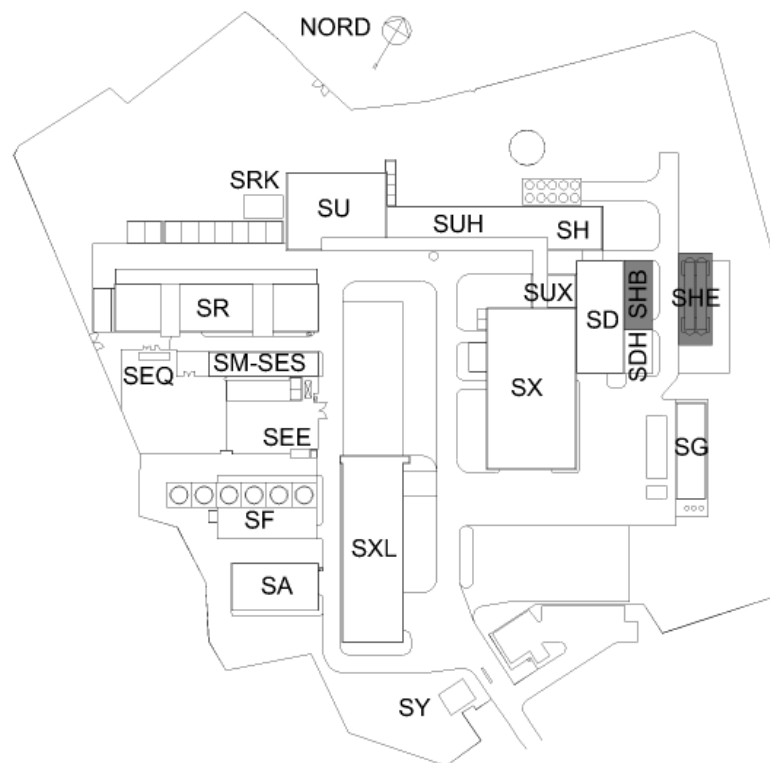 NORD
SRK
SU
SUH
SH
SUX
SD
SHB
SHE
SR
SDH
SM-SES
SEQ
SX
SEE
SG
SF
SXL
SA
SY